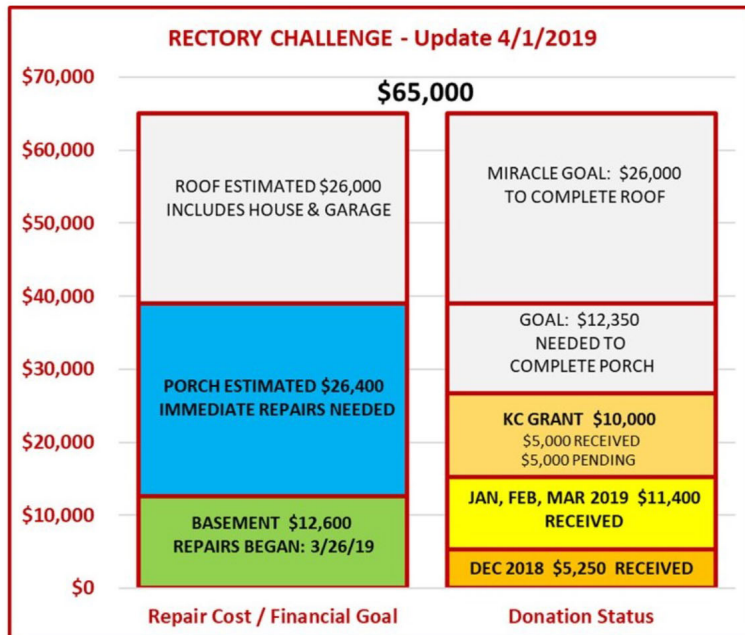 RECTORY CHALLENGE - Update 4/1/2019
$70,000
$60,000
$50,000
$40,000
$30,000
$20,000
$10,000
$0
$65,000
ROOF ESTIMATED $26,000
INCLUDES HOUSE & GARAGE
PORCH ESTIMATED $26,400
IMMEDIATE REPAIRS NEEDED
BASEMENT $12,600
REPAIRS BEGAN: 3/26/19
MIRACLE GOAL: $26,000
TO COMPLETE ROOF
GOAL: $12,350
NEEDED TO
COMPLETE PORCH
KC GRANT $10,000
$5,000 RECEIVED
$5,000 PENDING
JAN, FEB, MAR 2019 $11,400
RECEIVED
DEC 2018 $5,250 RECEIVED
Repair Cost / Financial Goal
Donation Status